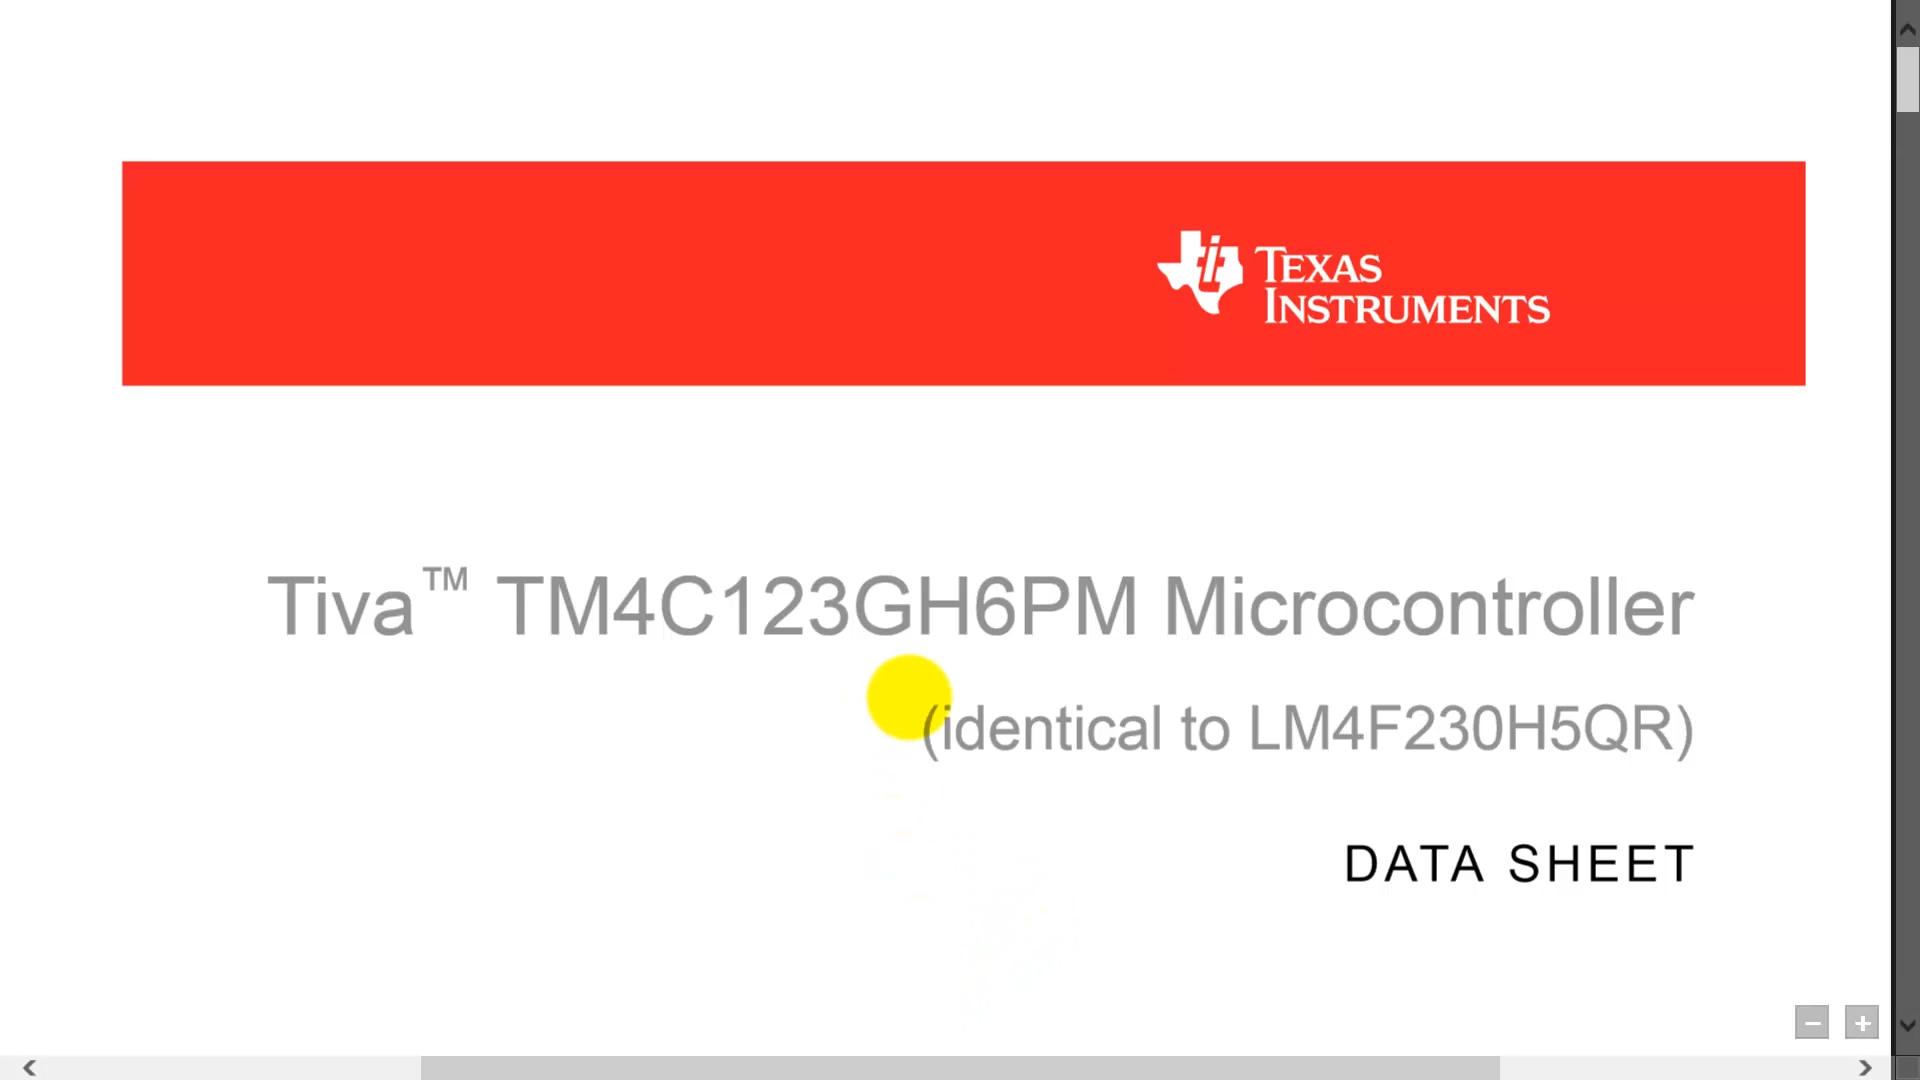 TEXAS
INSTRUMENTS
Tiva™ TM4C123GH6PM Microcontroller
(identical to LM4F230H5QR)
DATA SHEET